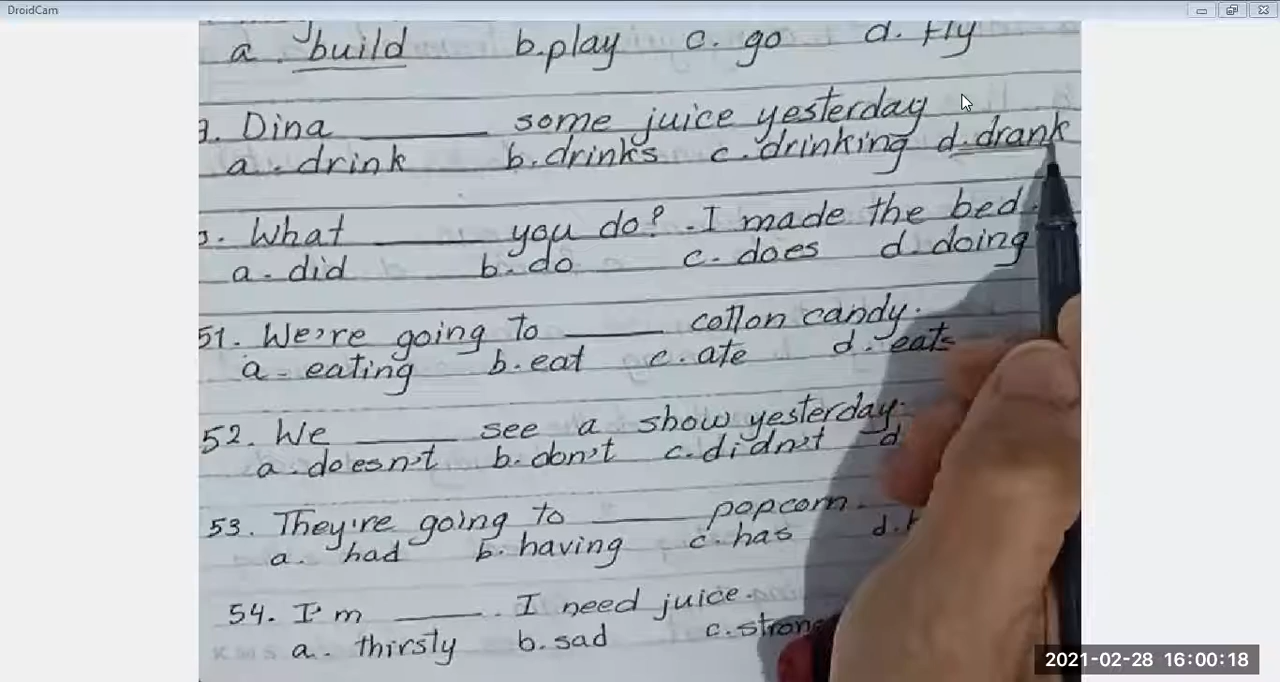 DroidCam
a. build b. play c. go d. fly
9. Dina ______ some juice yesterday
a. drink b. drinks c. drinking d. drank
What ______ you do? I made the bed.
a. did b. do c. does d. doing
51. We're going to ______ cotton candy.
a. eating b. eat c. ate d. eats
52. We ______ see a show yesterday.
a. doesn't b. don't c. didn't d
53. They're going to ______ popcorn.
a. had b. having c. has d. h
54. I'm ______. I need juice.
a. thirsty b. sad c. strong
2021-02-28 16:00:18